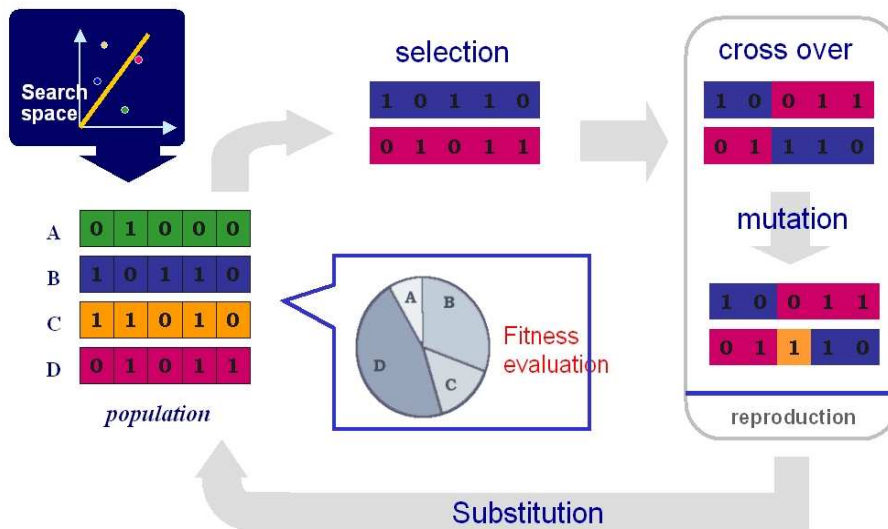 Search
space
selection
1 0 1 1 0
0 1 0 1 1
cross over
1 0 0 1 1
0 1 1 1 0
mutation
1 0 0 1 1
0 1 1 1 0
reproduction
A 0 1 0 0 0
B 1 0 1 1 0
C 1 1 0 1 0
D 0 1 0 1 1
population
A
B
C
D
Fitness
evaluation
Substitution